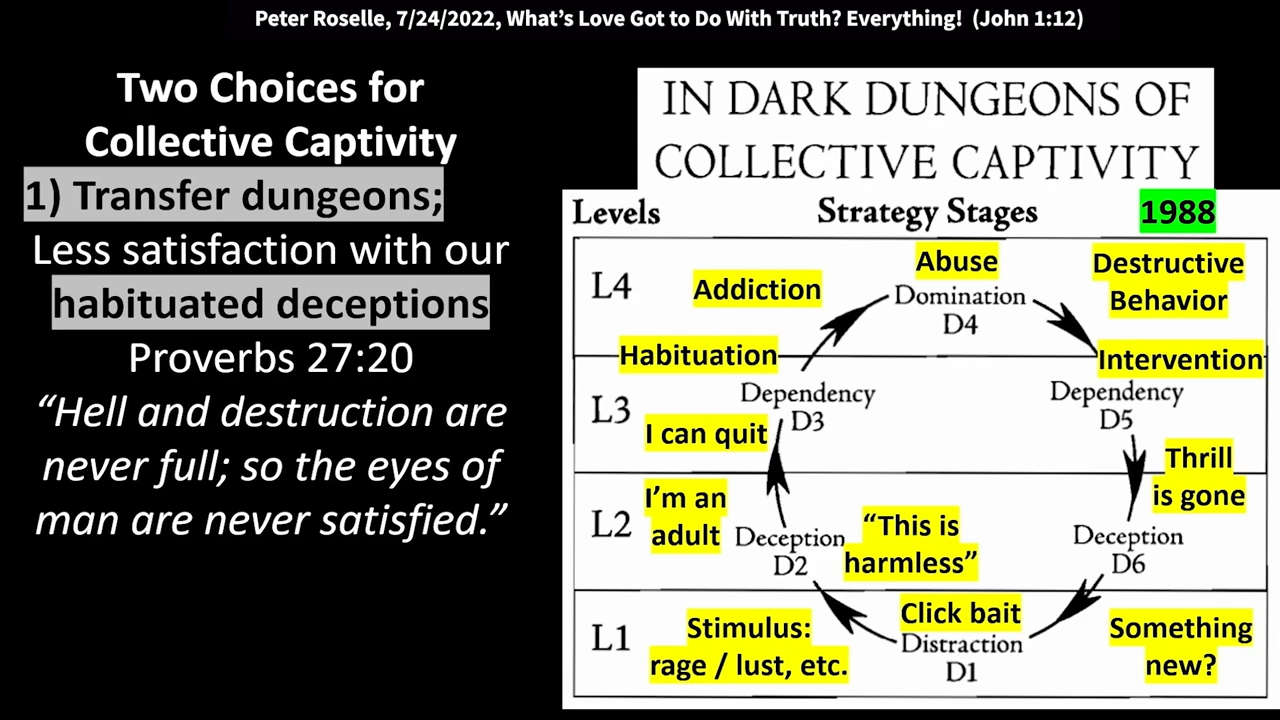 Peter Roselle, 7/24/2022, What’s Love Got to Do With Truth? Everything!  (John 1:12)
Two Choices for
Collective Captivity
1) Transfer dungeons;
Less satisfaction with our
habituated deceptions
Proverbs 27:20
“Hell and destruction are
never full; so the eyes of
man are never satisfied.”
IN DARK DUNGEONS OF
COLLECTIVE CAPTIVITY
Levels
Strategy Stages
1988
L4
Addiction
Abuse
Domination
D4
Destructive
Behavior
Habituation
Intervention
L3
Dependency
D3
I can quit
Dependency
D5
Thrill
is gone
L2
I’m an
adult
Deception
D2
“This is
harmless”
Deception
D6
L1
Stimulus:
rage / lust, etc.
Click bait
Distraction
D1
Something
new?